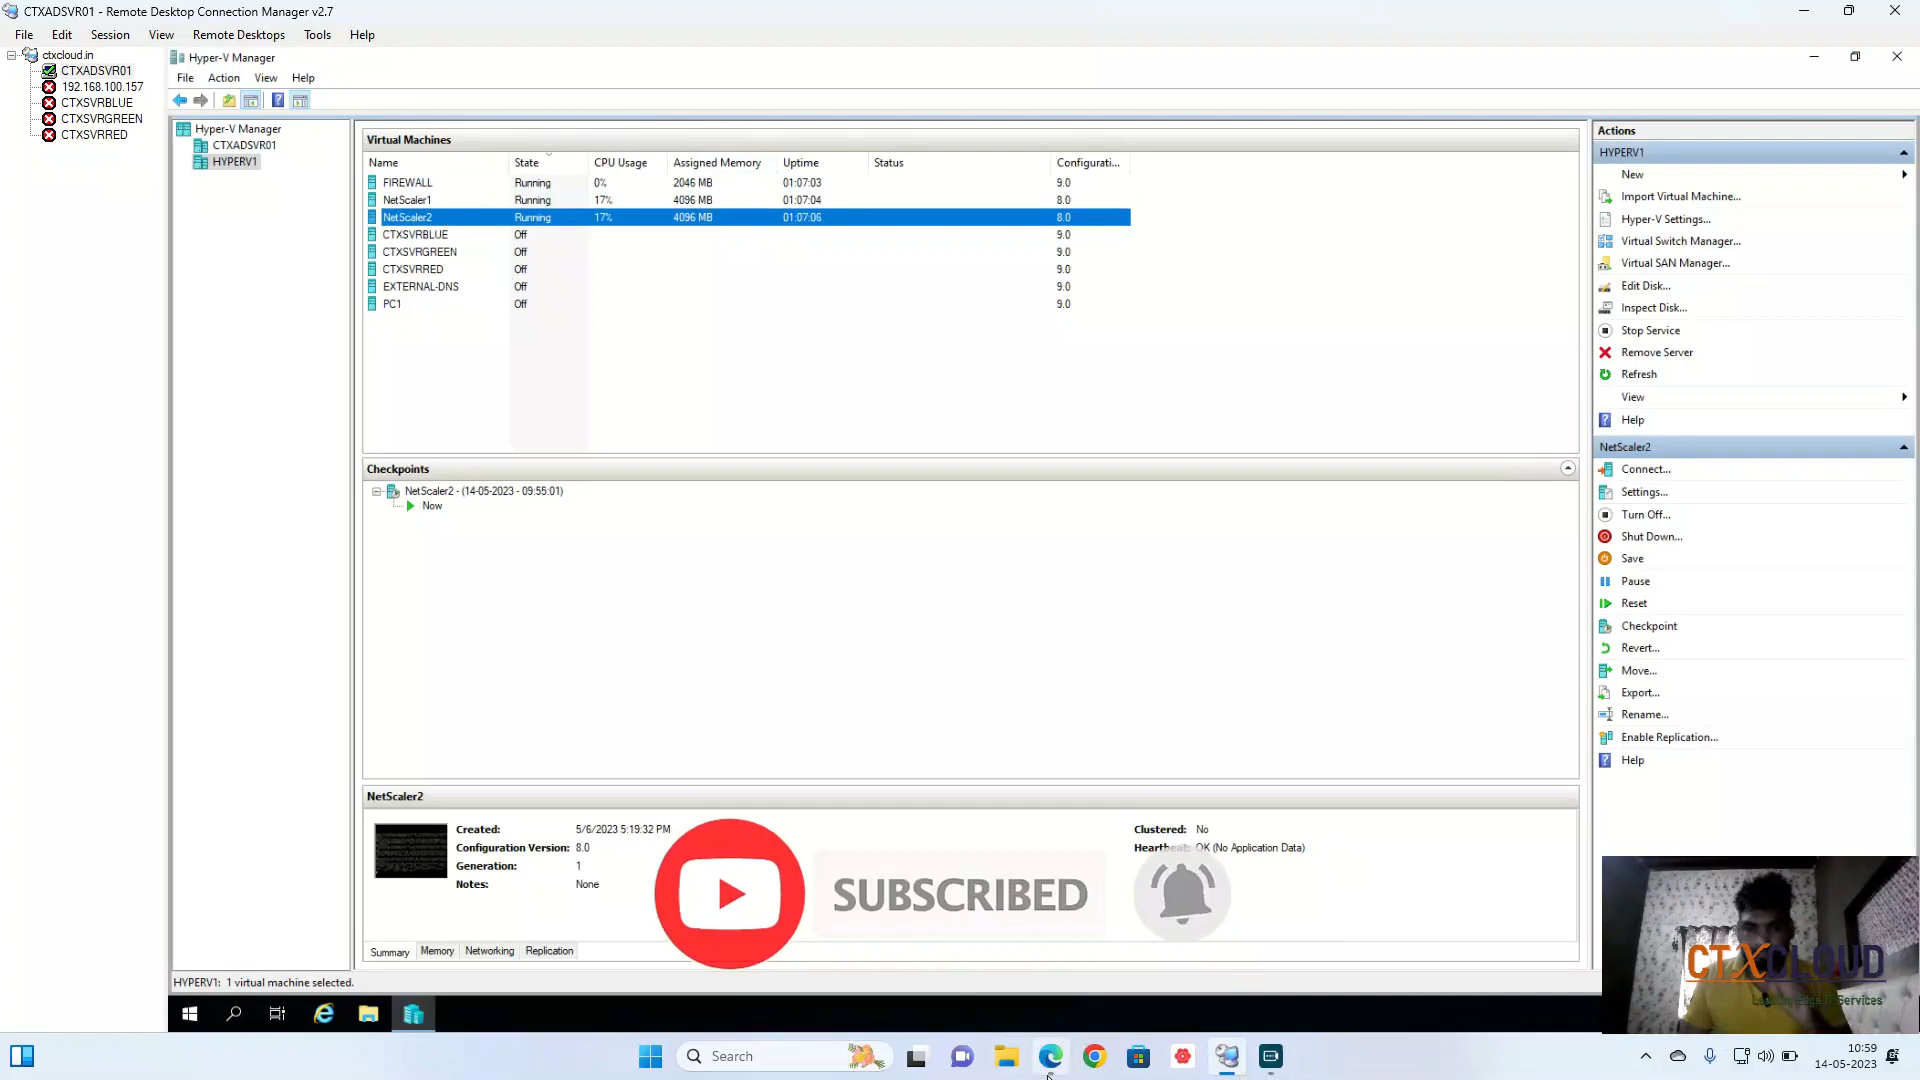 CTXADSVR01 - Remote Desktop Connection Manager v2.7
File Edit Session View Remote Desktops Tools Help
ctxcloud.in
CTXADSVR01
192.168.100.157
CTXSVRBLUE
CTXSVRGREEN
CTXSVRRED
Hyper-V Manager
File Action View Help
Hyper-V Manager
CTXADSVR01
HYPERV1
Virtual Machines
Name State CPU Usage Assigned Memory Uptime Status Configurati...
FIREWALL Running 0% 2046 MB 01:07:03 9.0
NetScaler1 Running 17% 4096 MB 01:07:04 8.0
NetScaler2 Running 17% 4096 MB 01:07:06 8.0
CTXSVRBLUE Off 9.0
CTXSVRGREEN Off 9.0
CTXSVRRED Off 9.0
EXTERNAL-DNS Off 9.0
PC1 Off 9.0
Checkpoints
NetScaler2 - (14-05-2023 - 09:55:01)
Now
NetScaler2
Created: 5/6/2023 5:19:32 PM Clustered: No
Configuration Version: 8.0 Heartbeat: OK (No Application Data)
Generation: 1
Notes: None
SUBSCRIBED
Summary Memory Networking Replication
HYPERV1: 1 virtual machine selected.
Actions
HYPERV1
New
Import Virtual Machine...
Hyper-V Settings...
Virtual Switch Manager...
Virtual SAN Manager...
Edit Disk...
Inspect Disk...
Stop Service
Remove Server
Refresh
View
Help
NetScaler2
Connect...
Settings...
Turn Off...
Shut Down...
Save
Pause
Reset
Checkpoint
Revert...
Move...
Export...
Rename...
Enable Replication...
Help
CTXCLOUD
Leading Edge IT Services
Search
10:59
14-05-2023